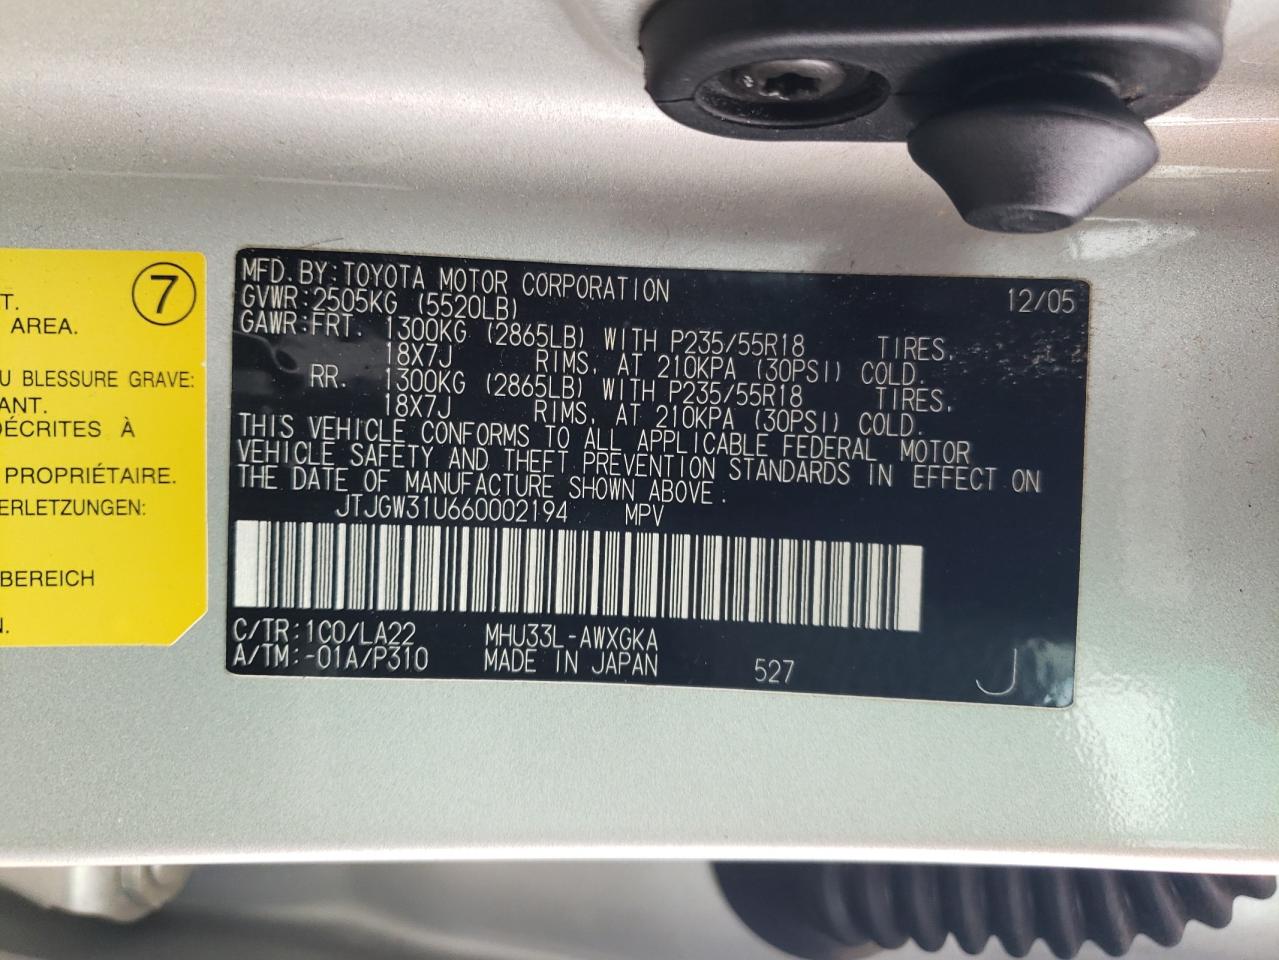 7
T.
AREA.
U BLESSURE GRAVE:
ANT.
DÉCRITES À
PROPRIÉTAIRE.
ERLETZUNGEN:
BEREICH
N.
MFD. BY: TOYOTA MOTOR CORPORATION 12/05
GVWR: 2505KG (5520LB)
GAWR: FRT. 1300KG (2865LB) WITH P235/55R18 TIRES,
18X7J RIMS, AT 210KPA (30PSI) COLD.
RR. 1300KG (2865LB) WITH P235/55R18 TIRES,
18X7J RIMS, AT 210KPA (30PSI) COLD.
THIS VEHICLE CONFORMS TO ALL APPLICABLE FEDERAL MOTOR
VEHICLE SAFETY AND THEFT PREVENTION STANDARDS IN EFFECT ON
THE DATE OF MANUFACTURE SHOWN ABOVE.
JTJGW31U660002194 MPV
C/TR: 1C0/LA22 MHU33L-AWXGKA
A/TM: -01A/P310 MADE IN JAPAN 527 J